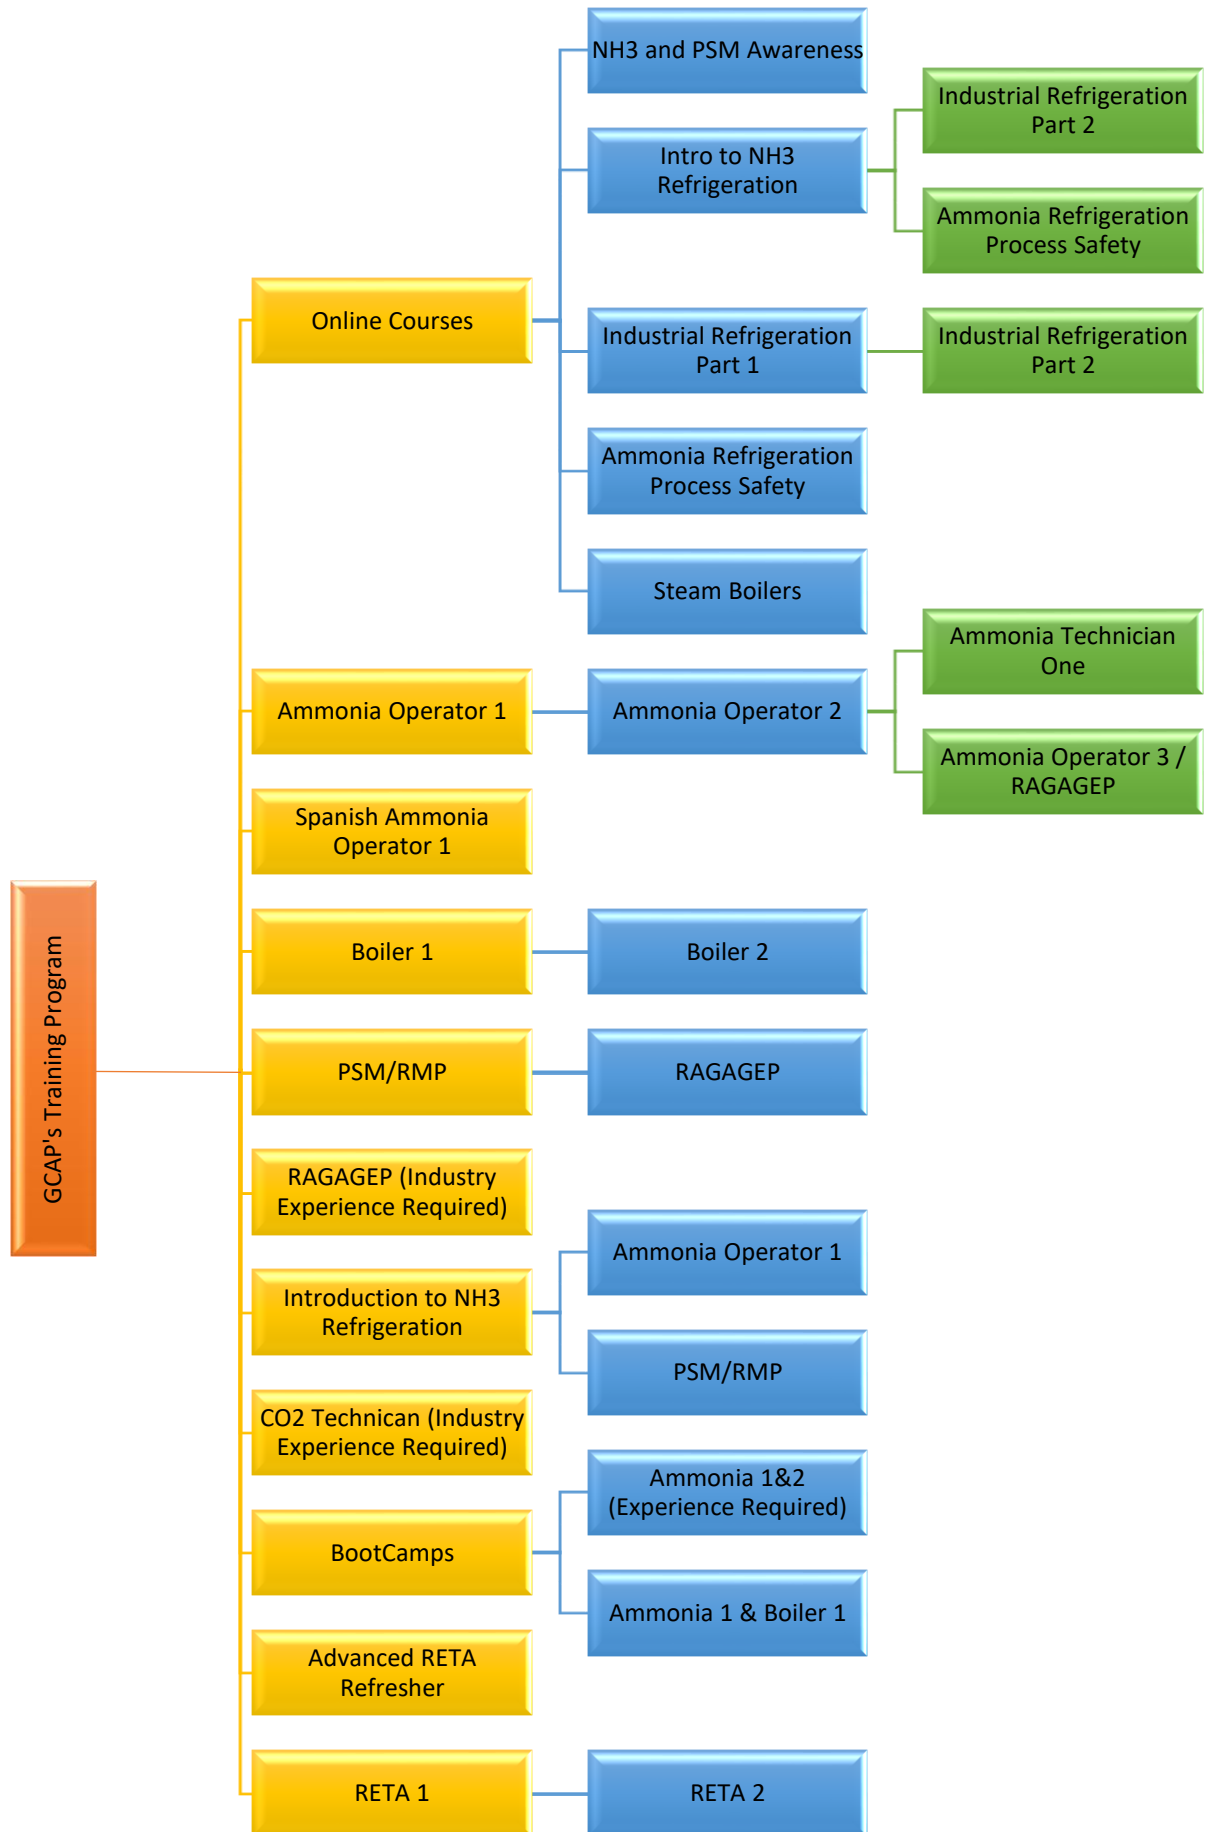 GCAP's Training Program
Online Courses
NH3 and PSM Awareness
Intro to NH3
Refrigeration
Industrial Refrigeration
Part 2
Ammonia Refrigeration
Process Safety
Industrial Refrigeration
Part 1
Industrial Refrigeration
Part 2
Ammonia Refrigeration
Process Safety
Steam Boilers
Ammonia Operator 1
Ammonia Operator 2
Ammonia Technician
One
Ammonia Operator 3 /
RAGAGEP
Spanish Ammonia
Operator 1
Boiler 1
Boiler 2
PSM/RMP
RAGAGEP
RAGAGEP (Industry
Experience Required)
Introduction to NH3
Refrigeration
Ammonia Operator 1
PSM/RMP
CO2 Technican (Industry
Experience Required)
BootCamps
Ammonia 1&2
(Experience Required)
Ammonia 1 & Boiler 1
Advanced RETA
Refresher
RETA 1
RETA 2